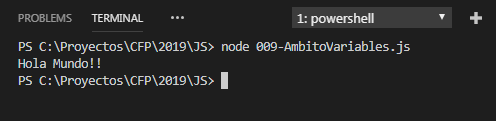 PROBLEMS TERMINAL ••• 1: powershell
PS C:\Proyectos\CFP\2019\JS> node 009-AmbitoVariables.js
Hola Mundo!!
PS C:\Proyectos\CFP\2019\JS>